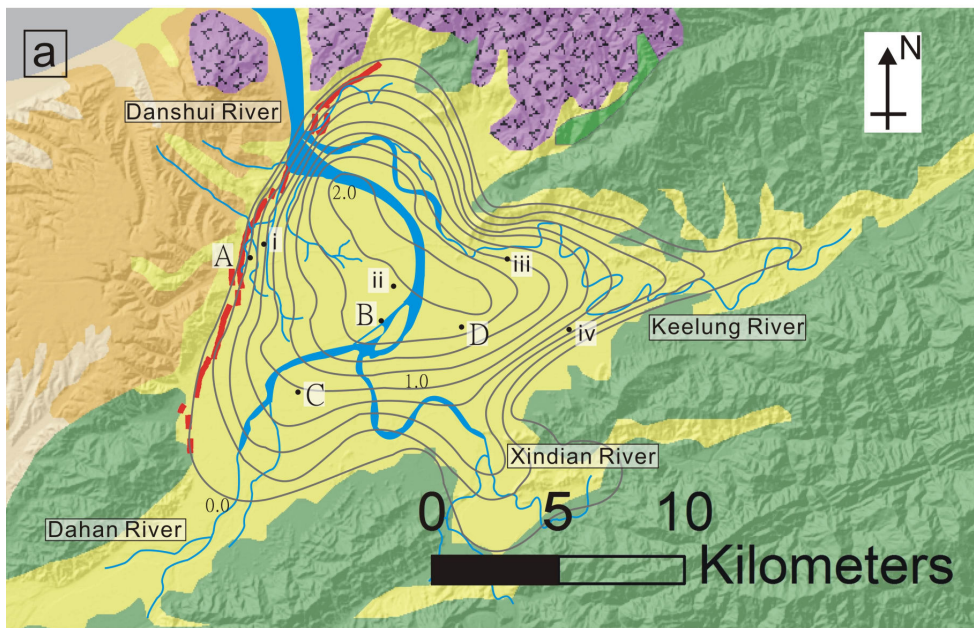 a
N
Danshui River
2.0
A
i
iii
ii
B
D
iv
Keelung River
1.0
C
Xindian River
0.0
0 5 10
Dahan River
Kilometers